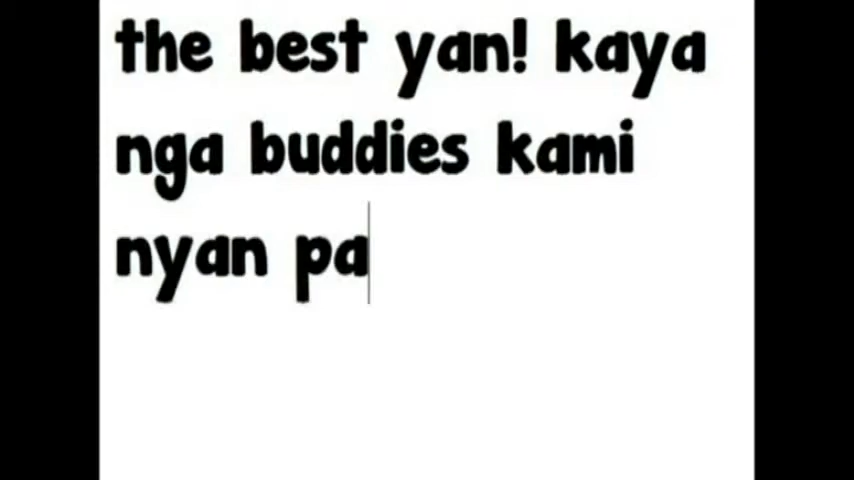 the best yan! kaya
nga buddies kami
nyan pa